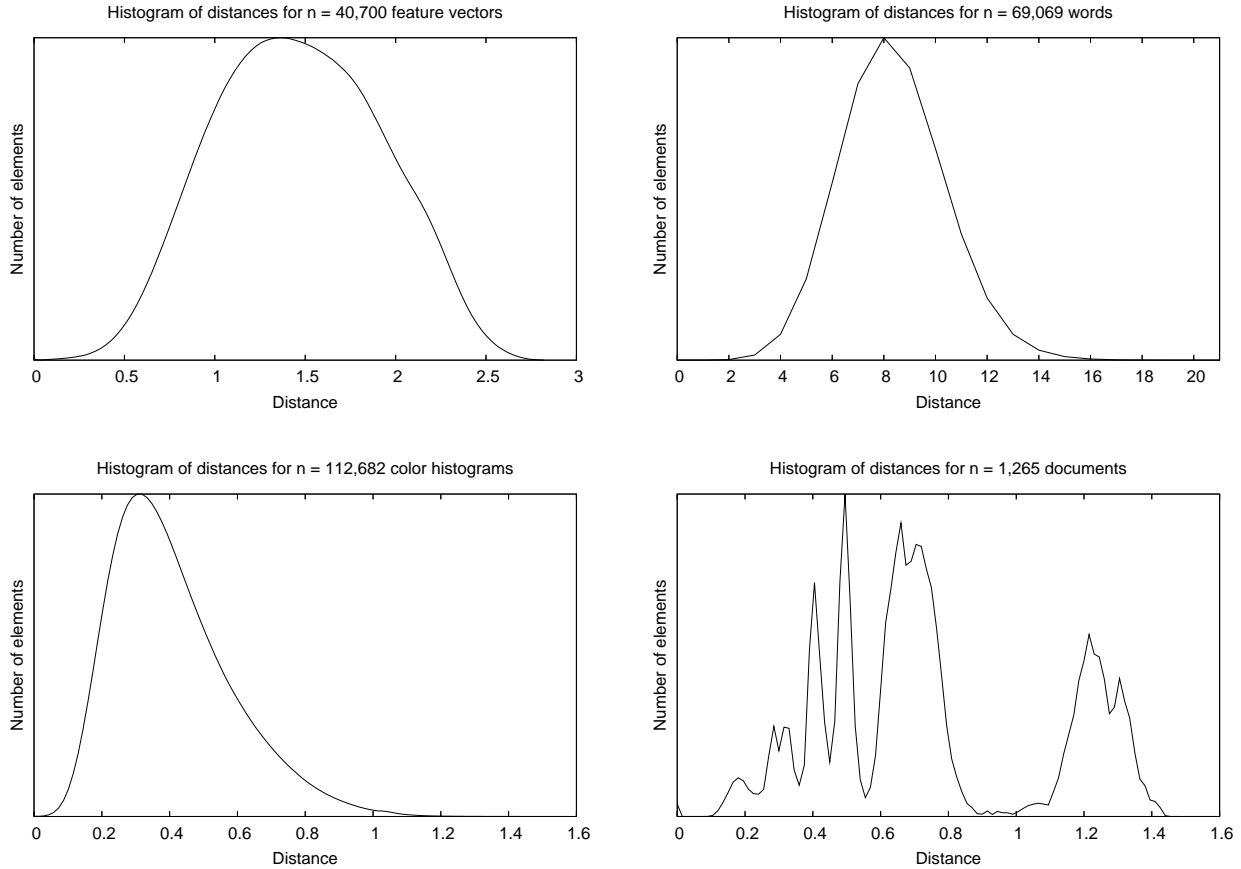 Histogram of distances for n = 40,700 feature vectors
Number of elements
0 0.5 1 1.5 2 2.5 3
Distance
Histogram of distances for n = 69,069 words
Number of elements
0 2 4 6 8 10 12 14 16 18 20
Distance
Histogram of distances for n = 112,682 color histograms
Number of elements
0 0.2 0.4 0.6 0.8 1 1.2 1.4 1.6
Distance
Histogram of distances for n = 1,265 documents
Number of elements
0 0.2 0.4 0.6 0.8 1 1.2 1.4 1.6
Distance